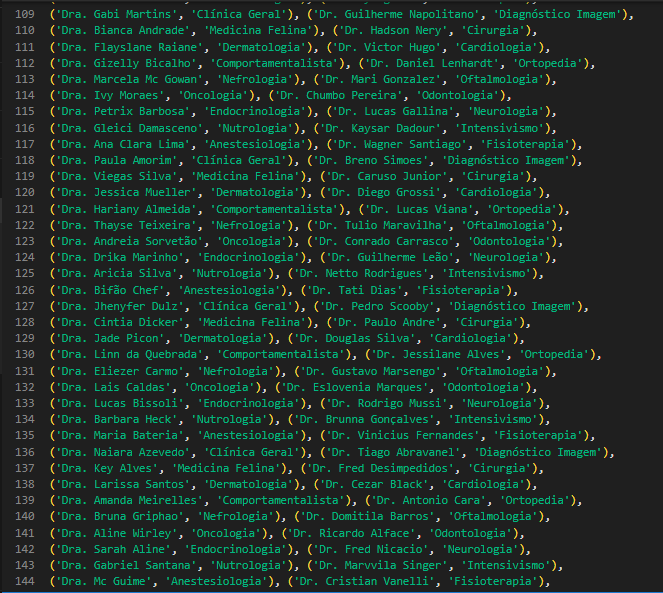 109 ('Dra. Gabi Martins', 'Clínica Geral'), ('Dr. Guilherme Napolitano', 'Diagnóstico Imagem'),
110 ('Dra. Bianca Andrade', 'Medicina Felina'), ('Dr. Hadson Nery', 'Cirurgia'),
111 ('Dra. Flayslane Raiane', 'Dermatologia'), ('Dr. Victor Hugo', 'Cardiologia'),
112 ('Dra. Gizelly Bicalho', 'Comportamentalista'), ('Dr. Daniel Lenhardt', 'Ortopedia'),
113 ('Dra. Marcela Mc Gowan', 'Nefrologia'), ('Dr. Mari Gonzalez', 'Oftalmologia'),
114 ('Dra. Ivy Moraes', 'Oncologia'), ('Dr. Chumbo Pereira', 'Odontologia'),
115 ('Dra. Petrix Barbosa', 'Endocrinologia'), ('Dr. Lucas Gallina', 'Neurologia'),
116 ('Dra. Gleici Damasceno', 'Nutrologia'), ('Dr. Kaysar Dadour', 'Intensivismo'),
117 ('Dra. Ana Clara Lima', 'Anestesiologia'), ('Dr. Wagner Santiago', 'Fisioterapia'),
118 ('Dra. Paula Amorim', 'Clínica Geral'), ('Dr. Breno Simoes', 'Diagnóstico Imagem'),
119 ('Dra. Viegas Silva', 'Medicina Felina'), ('Dr. Caruso Junior', 'Cirurgia'),
120 ('Dra. Jessica Mueller', 'Dermatologia'), ('Dr. Diego Grossi', 'Cardiologia'),
121 ('Dra. Hariany Almeida', 'Comportamentalista'), ('Dr. Lucas Viana', 'Ortopedia'),
122 ('Dra. Thayse Teixeira', 'Nefrologia'), ('Dr. Tulio Maravilha', 'Oftalmologia'),
123 ('Dra. Andreia Sorvetão', 'Oncologia'), ('Dr. Conrado Carrasco', 'Odontologia'),
124 ('Dra. Drika Marinho', 'Endocrinologia'), ('Dr. Guilherme Leão', 'Neurologia'),
125 ('Dra. Aricia Silva', 'Nutrologia'), ('Dr. Netto Rodrigues', 'Intensivismo'),
126 ('Dra. Bifão Chef', 'Anestesiologia'), ('Dr. Tati Dias', 'Fisioterapia'),
127 ('Dra. Jhenyfer Dulz', 'Clínica Geral'), ('Dr. Pedro Scooby', 'Diagnóstico Imagem'),
128 ('Dra. Cintia Dicker', 'Medicina Felina'), ('Dr. Paulo Andre', 'Cirurgia'),
129 ('Dra. Jade Picon', 'Dermatologia'), ('Dr. Douglas Silva', 'Cardiologia'),
130 ('Dra. Linn da Quebrada', 'Comportamentalista'), ('Dr. Jessilane Alves', 'Ortopedia'),
131 ('Dra. Eliezer Carmo', 'Nefrologia'), ('Dr. Gustavo Marsengo', 'Oftalmologia'),
132 ('Dra. Lais Caldas', 'Oncologia'), ('Dr. Eslovenia Marques', 'Odontologia'),
133 ('Dra. Lucas Bissoli', 'Endocrinologia'), ('Dr. Rodrigo Mussi', 'Neurologia'),
134 ('Dra. Barbara Heck', 'Nutrologia'), ('Dr. Brunna Gonçalves', 'Intensivismo'),
135 ('Dra. Maria Bateria', 'Anestesiologia'), ('Dr. Vinicius Fernandes', 'Fisioterapia'),
136 ('Dra. Naiara Azevedo', 'Clínica Geral'), ('Dr. Tiago Abravanel', 'Diagnóstico Imagem'),
137 ('Dra. Key Alves', 'Medicina Felina'), ('Dr. Fred Desimpedidos', 'Cirurgia'),
138 ('Dra. Larissa Santos', 'Dermatologia'), ('Dr. Cezar Black', 'Cardiologia'),
139 ('Dra. Amanda Meirelles', 'Comportamentalista'), ('Dr. Antonio Cara', 'Ortopedia'),
140 ('Dra. Bruna Griphao', 'Nefrologia'), ('Dr. Domitila Barros', 'Oftalmologia'),
141 ('Dra. Aline Wirley', 'Oncologia'), ('Dr. Ricardo Alface', 'Odontologia'),
142 ('Dra. Sarah Aline', 'Endocrinologia'), ('Dr. Fred Nicacio', 'Neurologia'),
143 ('Dra. Gabriel Santana', 'Nutrologia'), ('Dr. Marvvila Singer', 'Intensivismo'),
144 ('Dra. Mc Guime', 'Anestesiologia'), ('Dr. Cristian Vanelli', 'Fisioterapia'),